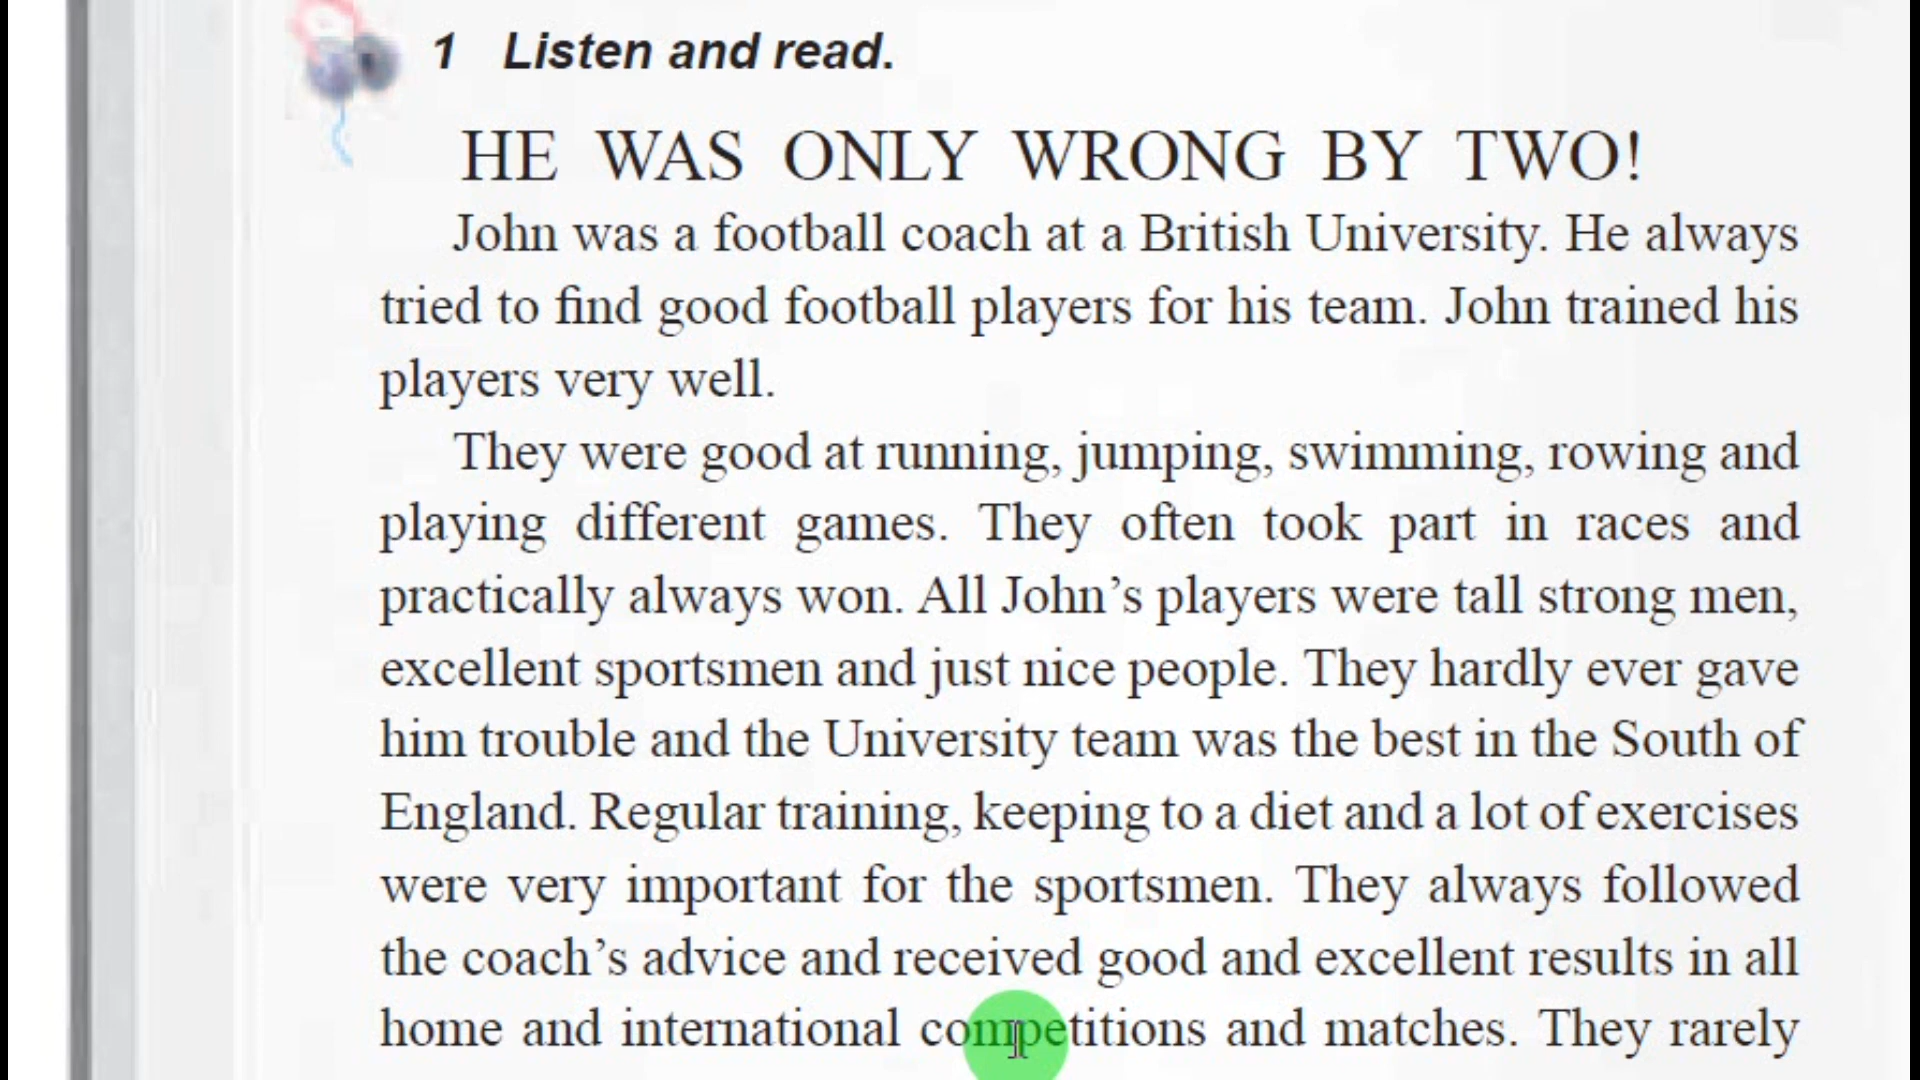 1 Listen and read.
HE WAS ONLY WRONG BY TWO!
John was a football coach at a British University. He always
tried to find good football players for his team. John trained his
players very well.
They were good at running, jumping, swimming, rowing and
playing different games. They often took part in races and
practically always won. All John’s players were tall strong men,
excellent sportsmen and just nice people. They hardly ever gave
him trouble and the University team was the best in the South of
England. Regular training, keeping to a diet and a lot of exercises
were very important for the sportsmen. They always followed
the coach’s advice and received good and excellent results in all
home and international competitions and matches. They rarely